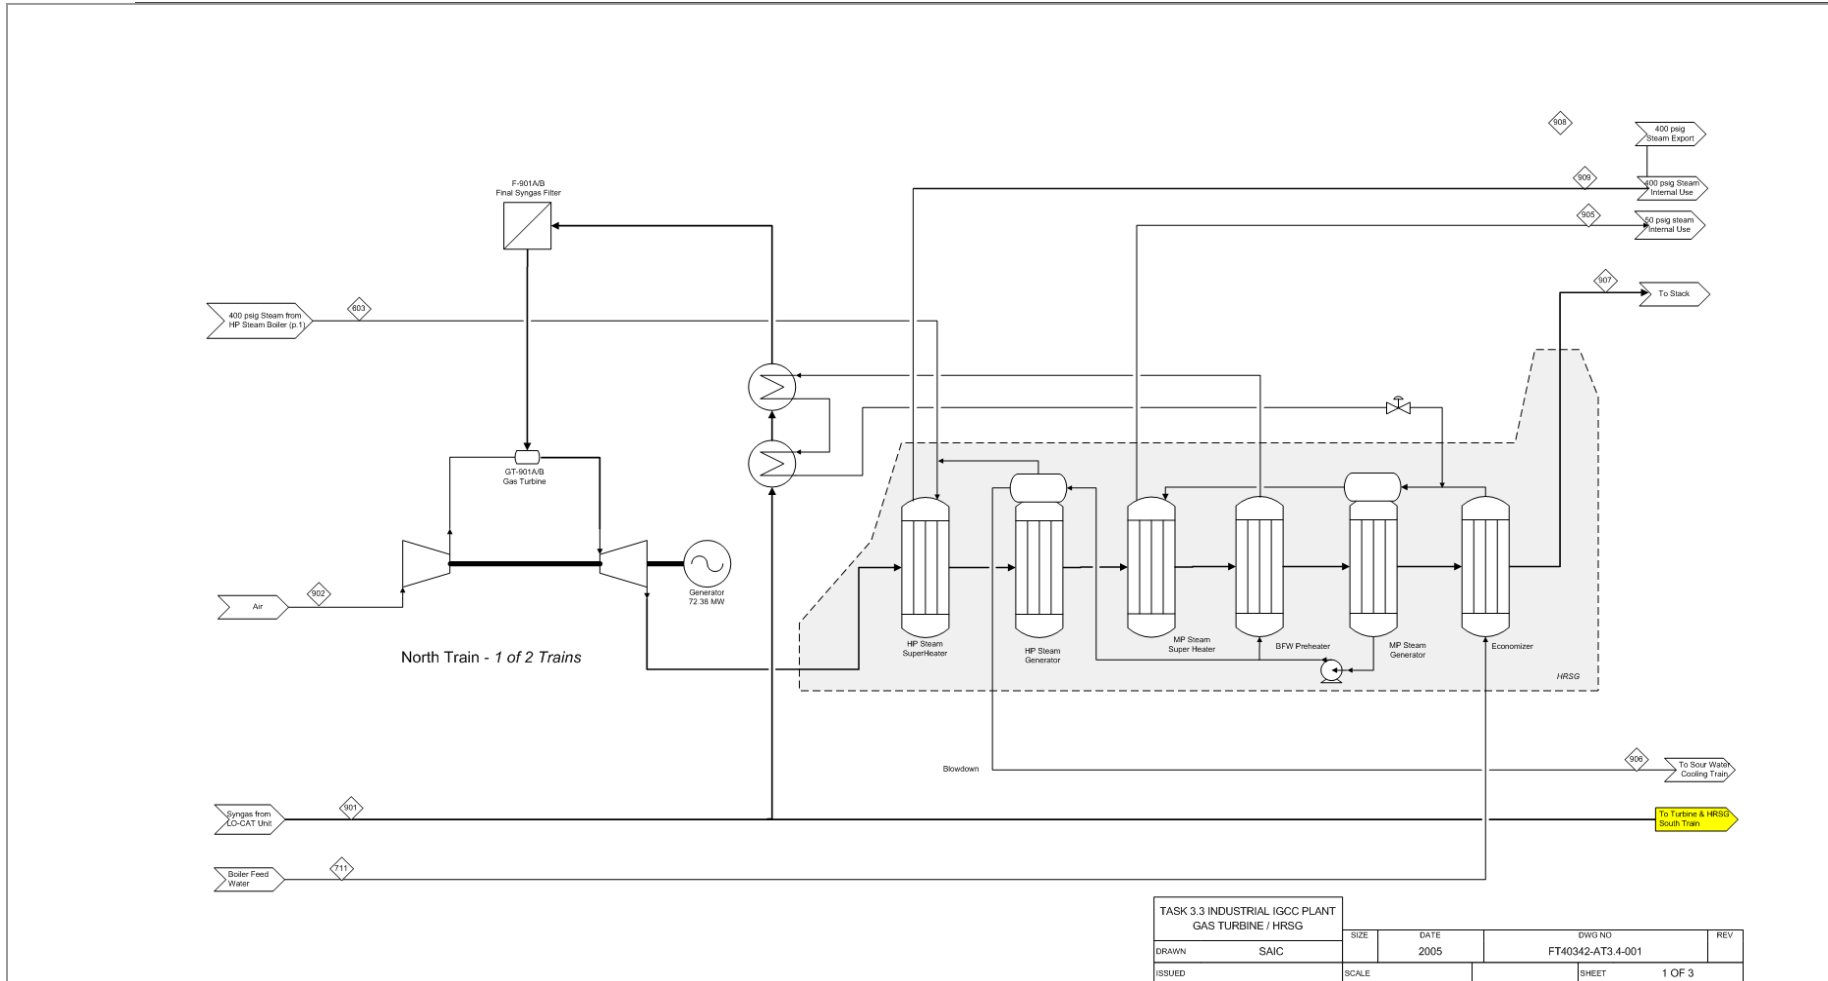 908
400 psig
Steam Export
F-901A/B
Final Syngas Filter
909
400 psig Steam
Internal Use
905
50 psig steam
Internal Use
907
To Stack
400 psig Steam from
HP Steam Boiler (p.1)
603
GT-901A/B
Gas Turbine
902
Air
Generator
72.38 MW
North Train - 1 of 2 Trains
HP Steam
SuperHeater
HP Steam
Generator
MP Steam
Super Heater
BFW Preheater
MP Steam
Generator
Economizer
HRSG
Blowdown
906
To Sour Water
Cooling Train
Syngas from
LO-CAT Unit
901
To Turbine & HRSG
South Train
Boiler Feed
Water
711
TASK 3.3 INDUSTRIAL IGCC PLANT
GAS TURBINE / HRSG
SIZE
DATE
DWG NO
REV
DRAWN
SAIC
2005
FT40342-AT3.4-001
ISSUED
SCALE
SHEET
1 OF 3